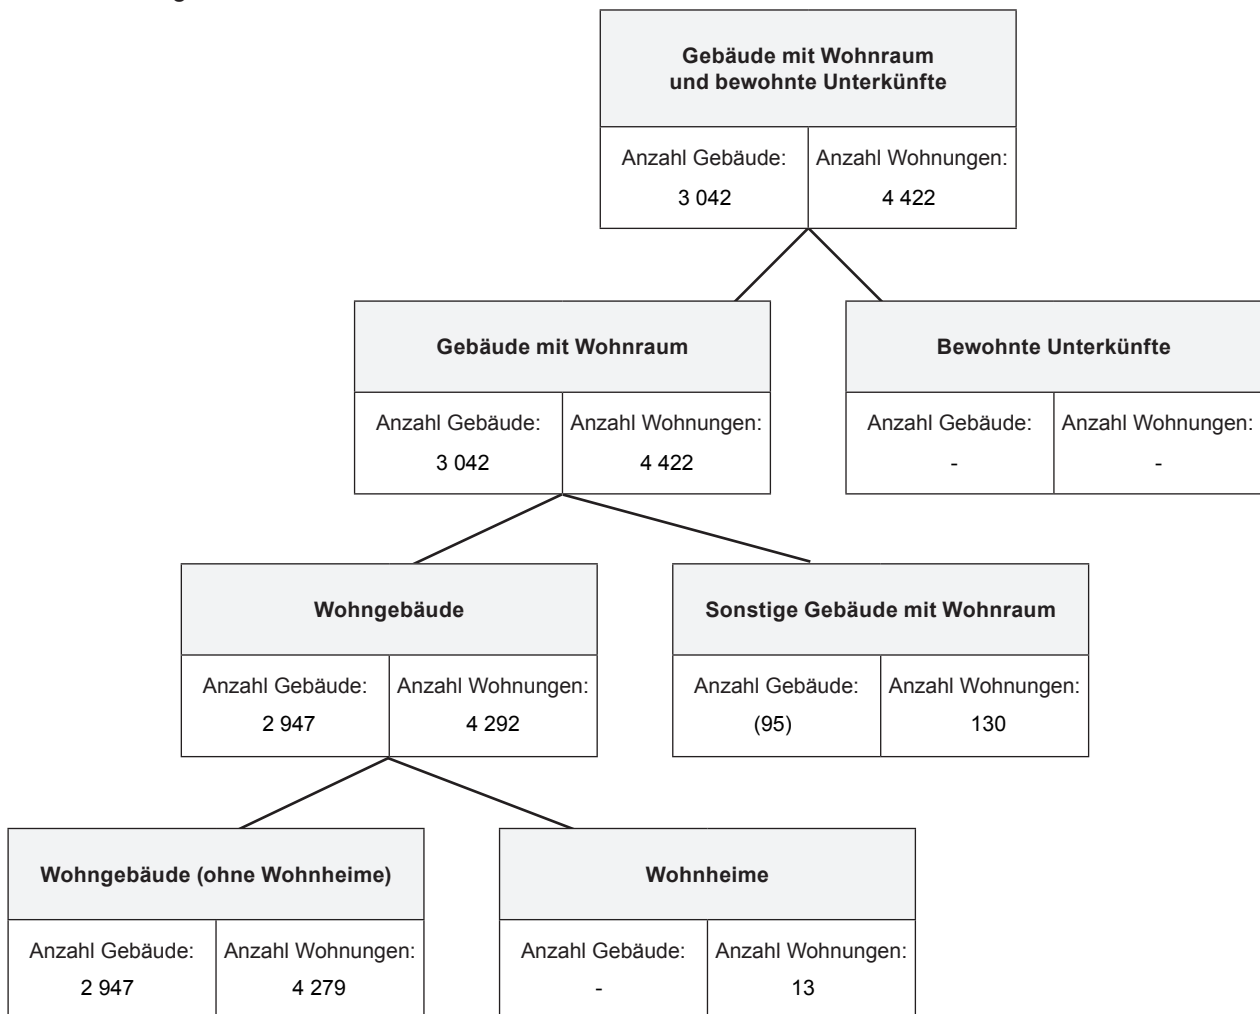 Gebäude mit Wohnraum
und bewohnte Unterkünfte
Anzahl Gebäude: Anzahl Wohnungen:
3 042 4 422
Gebäude mit Wohnraum
Anzahl Gebäude: Anzahl Wohnungen:
3 042 4 422
Bewohnte Unterkünfte
Anzahl Gebäude: Anzahl Wohnungen:
- -
Wohngebäude
Anzahl Gebäude: Anzahl Wohnungen:
2 947 4 292
Sonstige Gebäude mit Wohnraum
Anzahl Gebäude: Anzahl Wohnungen:
(95) 130
Wohngebäude (ohne Wohnheime)
Anzahl Gebäude: Anzahl Wohnungen:
2 947 4 279
Wohnheime
Anzahl Gebäude: Anzahl Wohnungen:
- 13